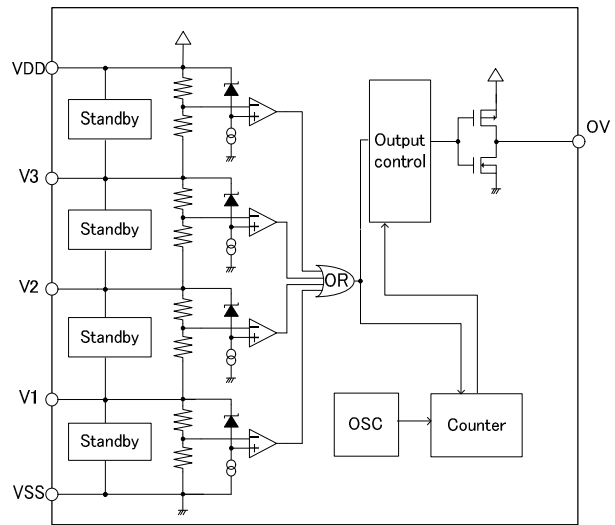 VDD
Standby
V3
Standby
V2
Standby
V1
Standby
VSS
OR
Output
control
OV
OSC
Counter